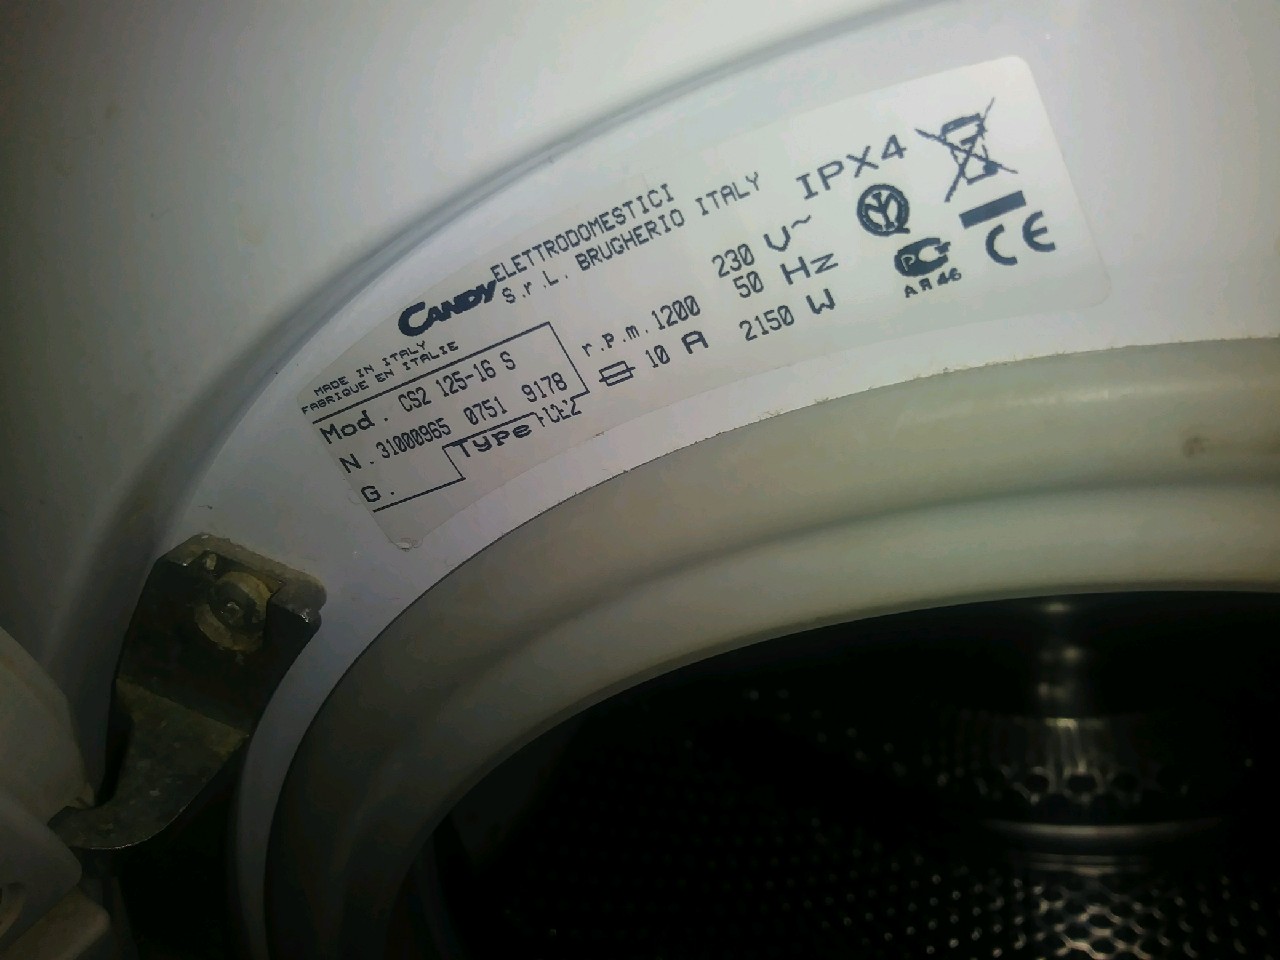 CANDY ELETTRODOMESTICI
S.r.L. BRUGHERIO ITALY
IPX4
MADE IN ITALY
FABRIQUE EN ITALIE
Mod. CS2 125-16 S
N. 31000965 0751 9178
G.
Type
r.p.m. 1200
10 A
230 V~
50 Hz
2150 W
CE
АЯ46